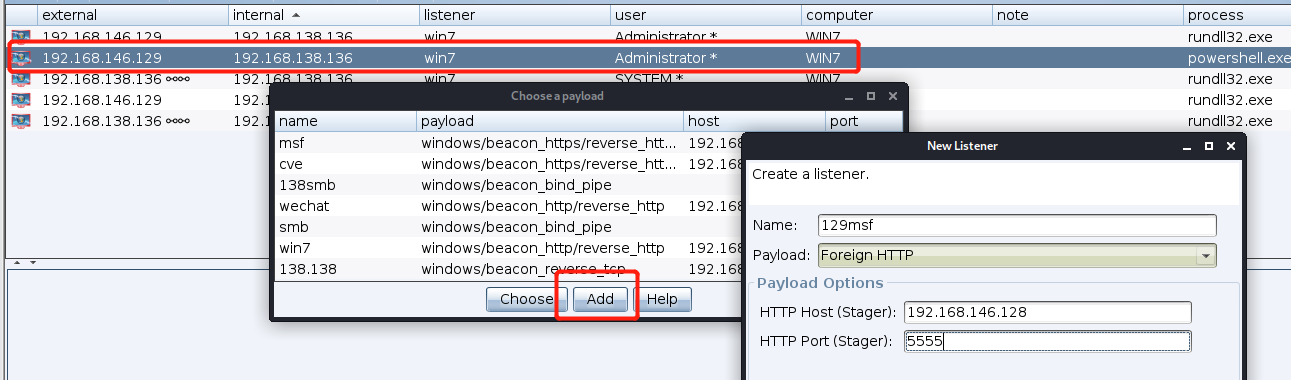 external internal listener user computer note process
192.168.146.129 192.168.138.136 win7 Administrator * WIN7 rundll32.exe
192.168.146.129 192.168.138.136 win7 Administrator * WIN7 powershell.exe
192.168.138.136 192.168.138.136 win7 SYSTEM * WIN7 rundll32.exe
192.168.146.129 rundll32.exe
192.168.138.136 rundll32.exe
Choose a payload
name payload host port
msf windows/beacon_https/reverse_htt... 192.168
cve windows/beacon_https/reverse_htt... 192.168
138smb windows/beacon_bind_pipe
wechat windows/beacon_http/reverse_http 192.168
smb windows/beacon_bind_pipe
win7 windows/beacon_http/reverse_http 192.168
138.138 windows/beacon_reverse_tcp 192.168
Choose Add Help
New Listener
Create a listener.
Name: 129msf
Payload: Foreign HTTP
Payload Options
HTTP Host (Stager): 192.168.146.128
HTTP Port (Stager): 5555